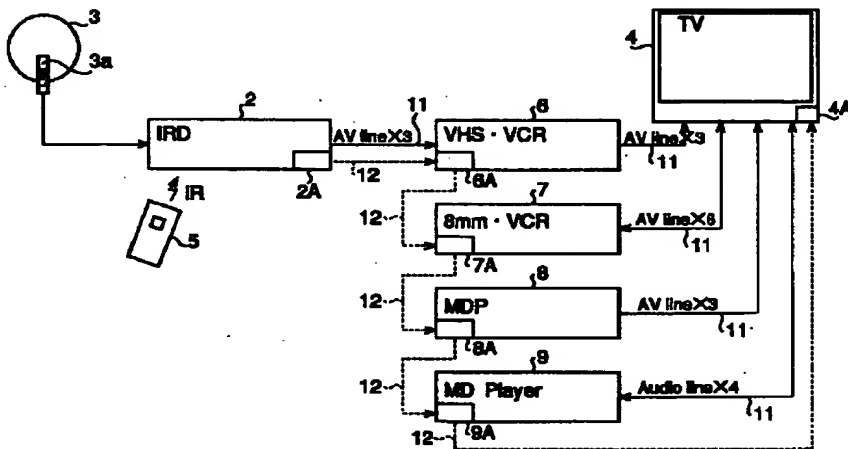 3
3a
2
IRD
2A
AV line×3
11
12
IR
5
6
VHS · VCR
6A
AV line×3
11
4
TV
4A
12
7
8mm · VCR
7A
AV line×6
11
12
8
MDP
8A
AV line×3
11
12
9
MD Player
9A
Audio line×4
11
12